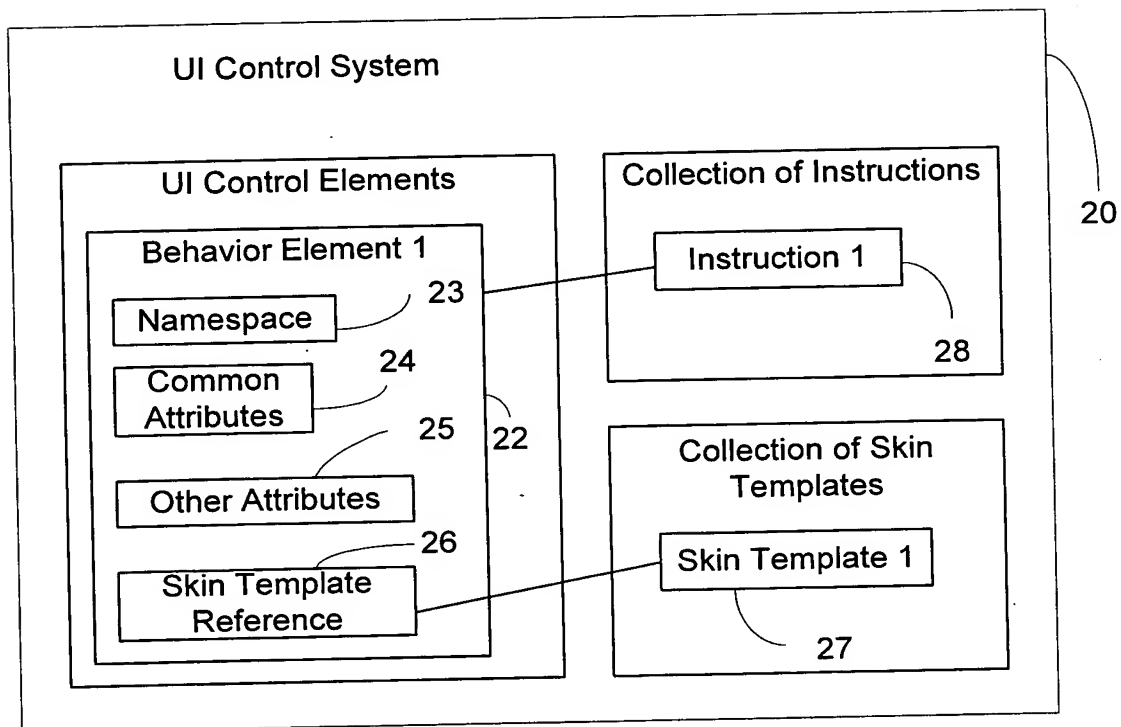 UI Control System
20
UI Control Elements
Behavior Element 1
23
Namespace
24
Common
Attributes
25
22
Other Attributes
26
Skin Template
Reference
Collection of Instructions
Instruction 1
28
Collection of Skin
Templates
Skin Template 1
27